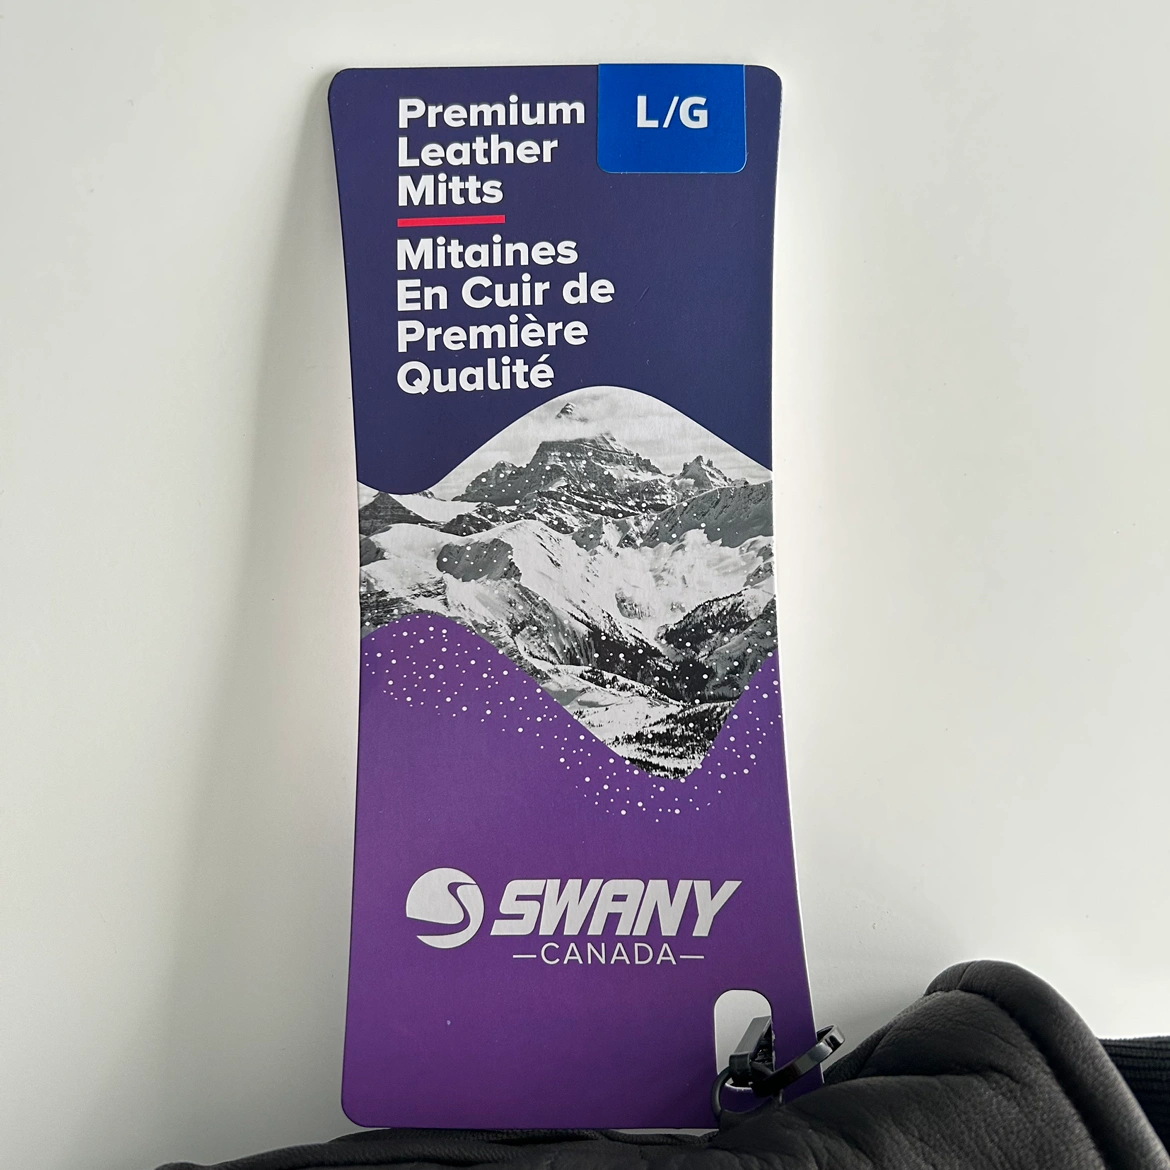 Premium
Leather
Mitts
L/G
Mitaines
En Cuir de
Première
Qualité
SWANY
—CANADA—